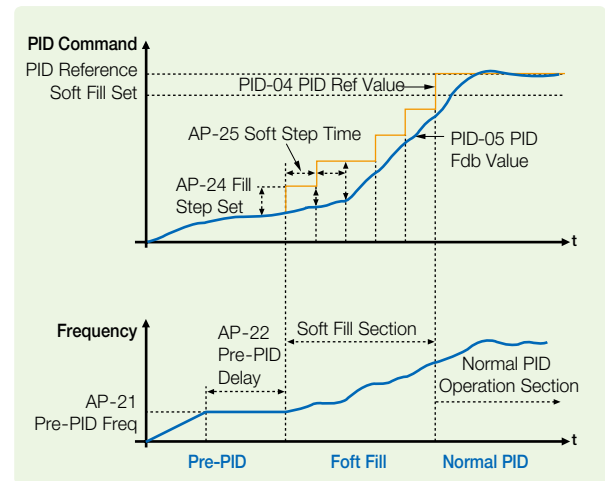 PID Command
PID Reference
Soft Fill Set
PID-04 PID Ref Value
AP-25 Soft Step Time
PID-05 PID
Fdb Value
AP-24 Fill
Step Set
t
Frequency
AP-22
Pre-PID
Delay
Soft Fill Section
Normal PID
Operation Section
AP-21
Pre-PID Freq
t
Pre-PID
Foft Fill
Normal PID